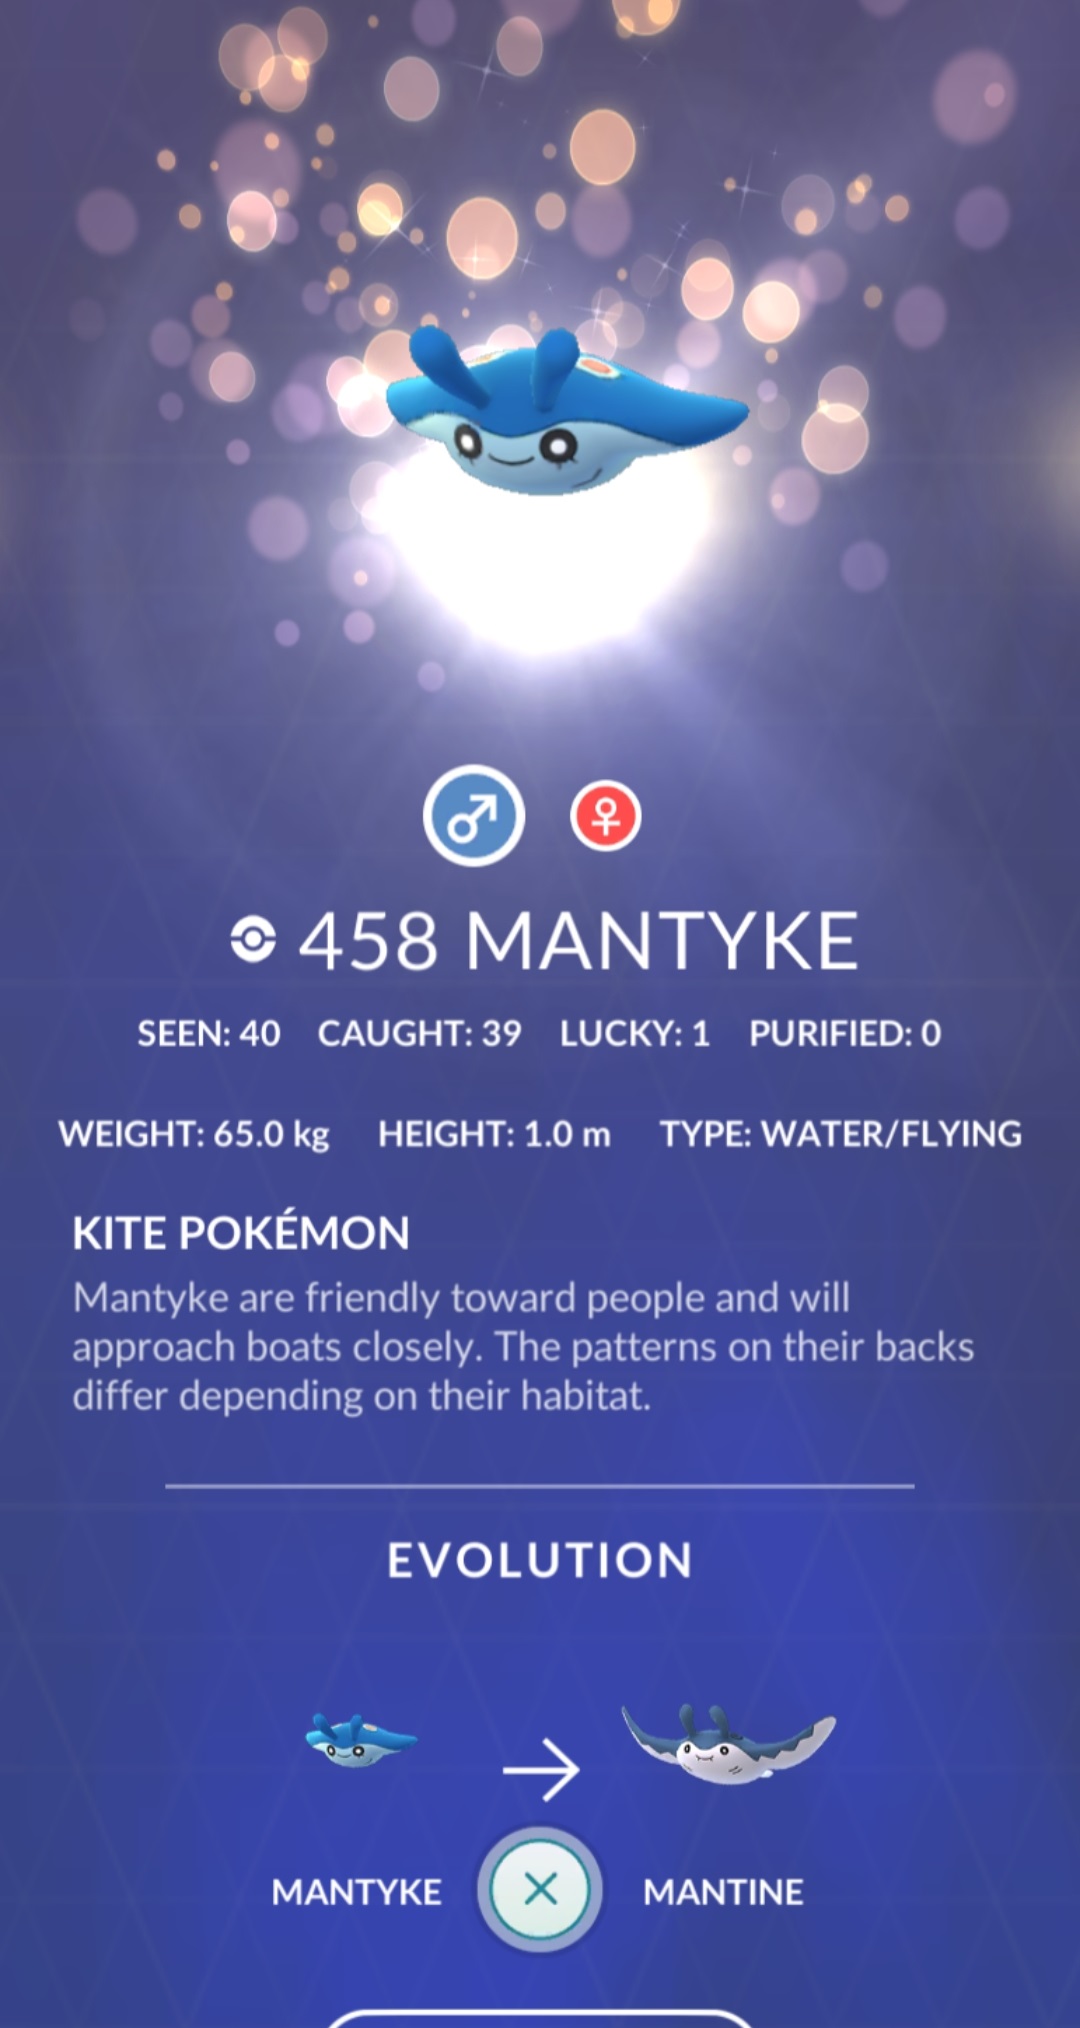 458 MANTYKE
SEEN: 40 CAUGHT: 39 LUCKY: 1 PURIFIED: 0
WEIGHT: 65.0 kg HEIGHT: 1.0 m TYPE: WATER/FLYING
KITE POKÉMON
Mantyke are friendly toward people and will
approach boats closely. The patterns on their backs
differ depending on their habitat.
EVOLUTION
MANTYKE MANTINE